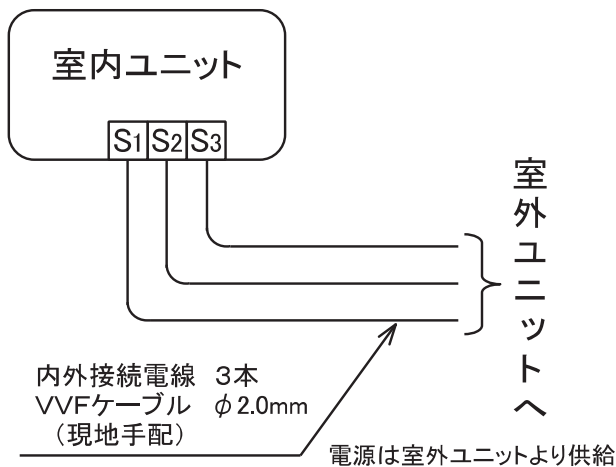 室内ユニット
S1 S2 S3
室外ユニットへ
内外接続電線 3本
VVFケーブル φ2.0mm
(現地手配)
電源は室外ユニットより供給